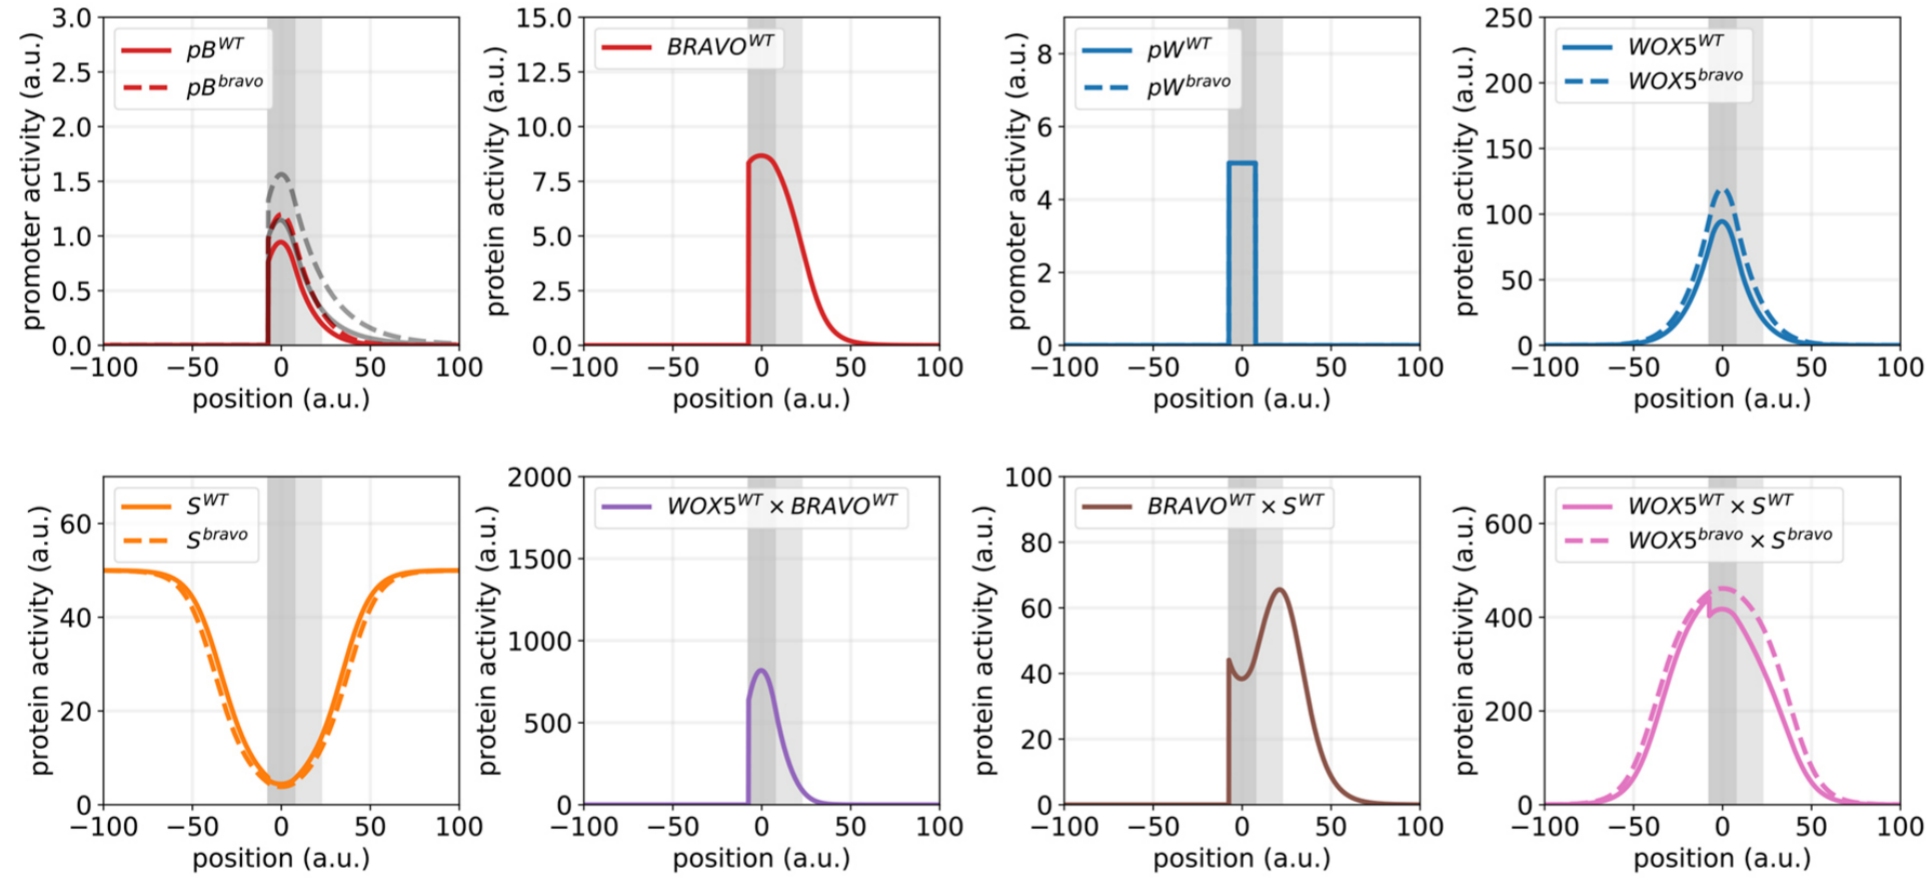 promoter activity (a.u.)
3.0
2.5
2.0
1.5
1.0
0.5
0.0
pB^WT
pB^bravo
−100 −50 0 50 100
position (a.u.)
protein activity (a.u.)
15.0
12.5
10.0
7.5
5.0
2.5
0.0
BRAVO^WT
−100 −50 0 50 100
position (a.u.)
promoter activity (a.u.)
8
6
4
2
0
pW^WT
pW^bravo
−100 −50 0 50 100
position (a.u.)
protein activity (a.u.)
250
200
150
100
50
0
WOX5^WT
WOX5^bravo
−100 −50 0 50 100
position (a.u.)
protein activity (a.u.)
60
40
20
0
S^WT
S^bravo
−100 −50 0 50 100
position (a.u.)
protein activity (a.u.)
2000
1500
1000
500
0
WOX5^WT × BRAVO^WT
−100 −50 0 50 100
position (a.u.)
protein activity (a.u.)
100
80
60
40
20
0
BRAVO^WT × S^WT
−100 −50 0 50 100
position (a.u.)
protein activity (a.u.)
600
400
200
0
WOX5^WT × S^WT
WOX5^bravo × S^bravo
−100 −50 0 50 100
position (a.u.)